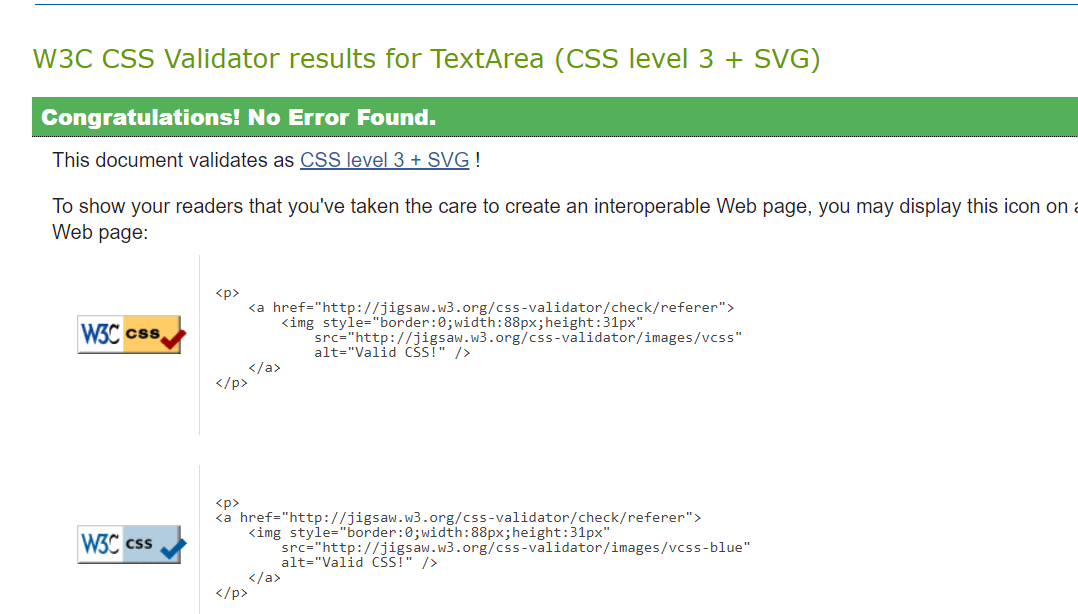 W3C CSS Validator results for TextArea (CSS level 3 + SVG)
Congratulations! No Error Found.
This document validates as CSS level 3 + SVG !
To show your readers that you've taken the care to create an interoperable Web page, you may display this icon on
Web page:
W3C css
<p>
    <a href="http://jigsaw.w3.org/css-validator/check/referer">
        <img style="border:0;width:88px;height:31px"
            src="http://jigsaw.w3.org/css-validator/images/vcss"
            alt="Valid CSS!" />
    </a>
</p>
W3C css
<p>
<a href="http://jigsaw.w3.org/css-validator/check/referer">
    <img style="border:0;width:88px;height:31px"
        src="http://jigsaw.w3.org/css-validator/images/vcss-blue"
        alt="Valid CSS!" />
    </a>
</p>